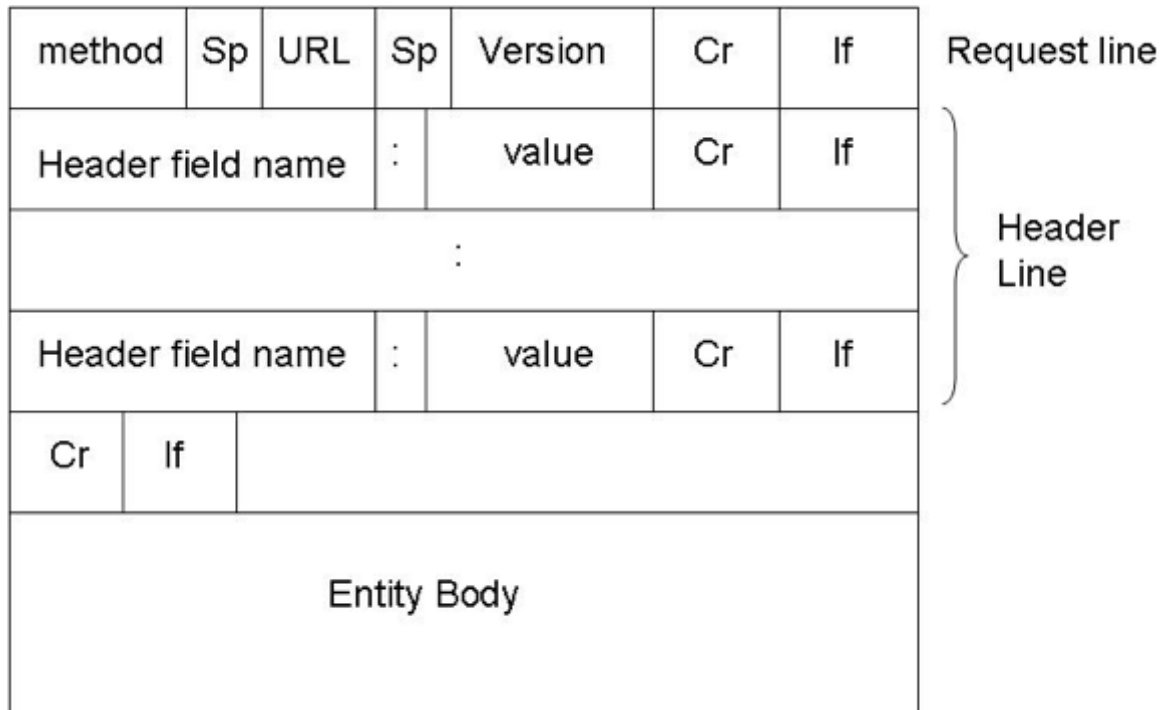 method Sp URL Sp Version Cr lf Request line
Header field name : value Cr lf
:
Header
Line
Header field name : value Cr lf
Cr lf
Entity Body